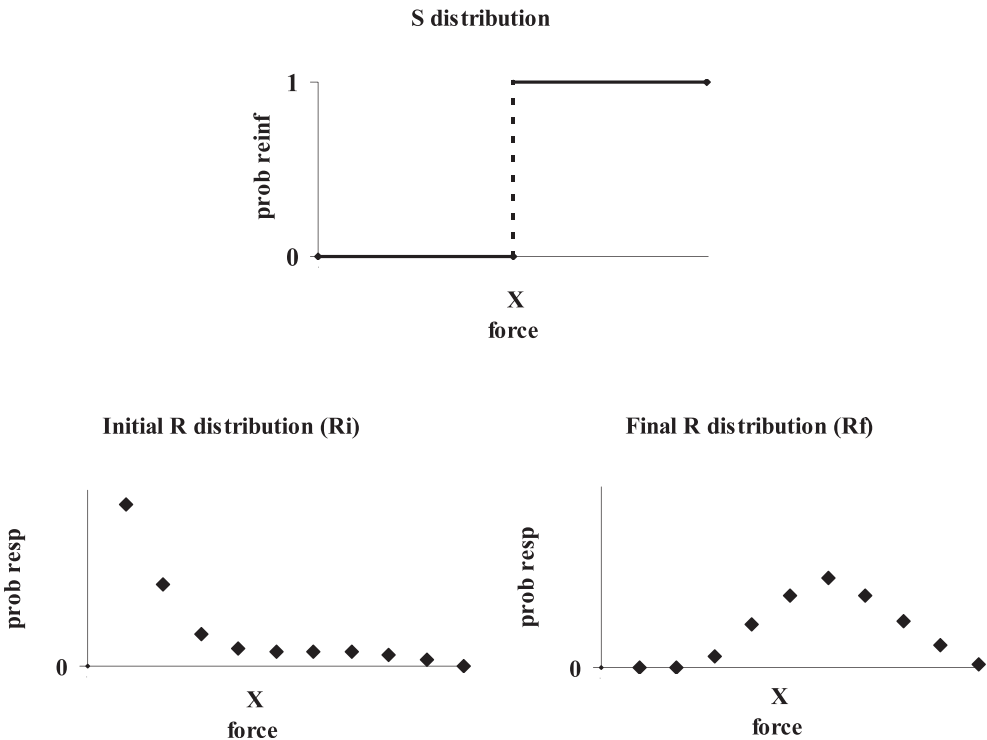 S distribution
1
prob reinf
0
X
force
Initial R distribution (Ri)
prob resp
0
X
force
Final R distribution (Rf)
prob resp
0
X
force